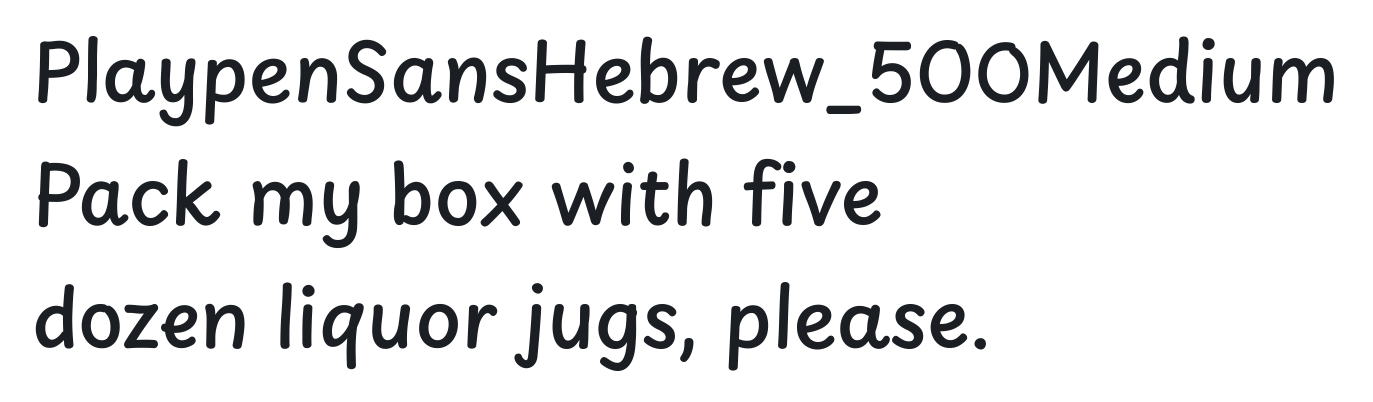 PlaypenSansHebrew_500Medium
Pack my box with five
dozen liquor jugs, please.